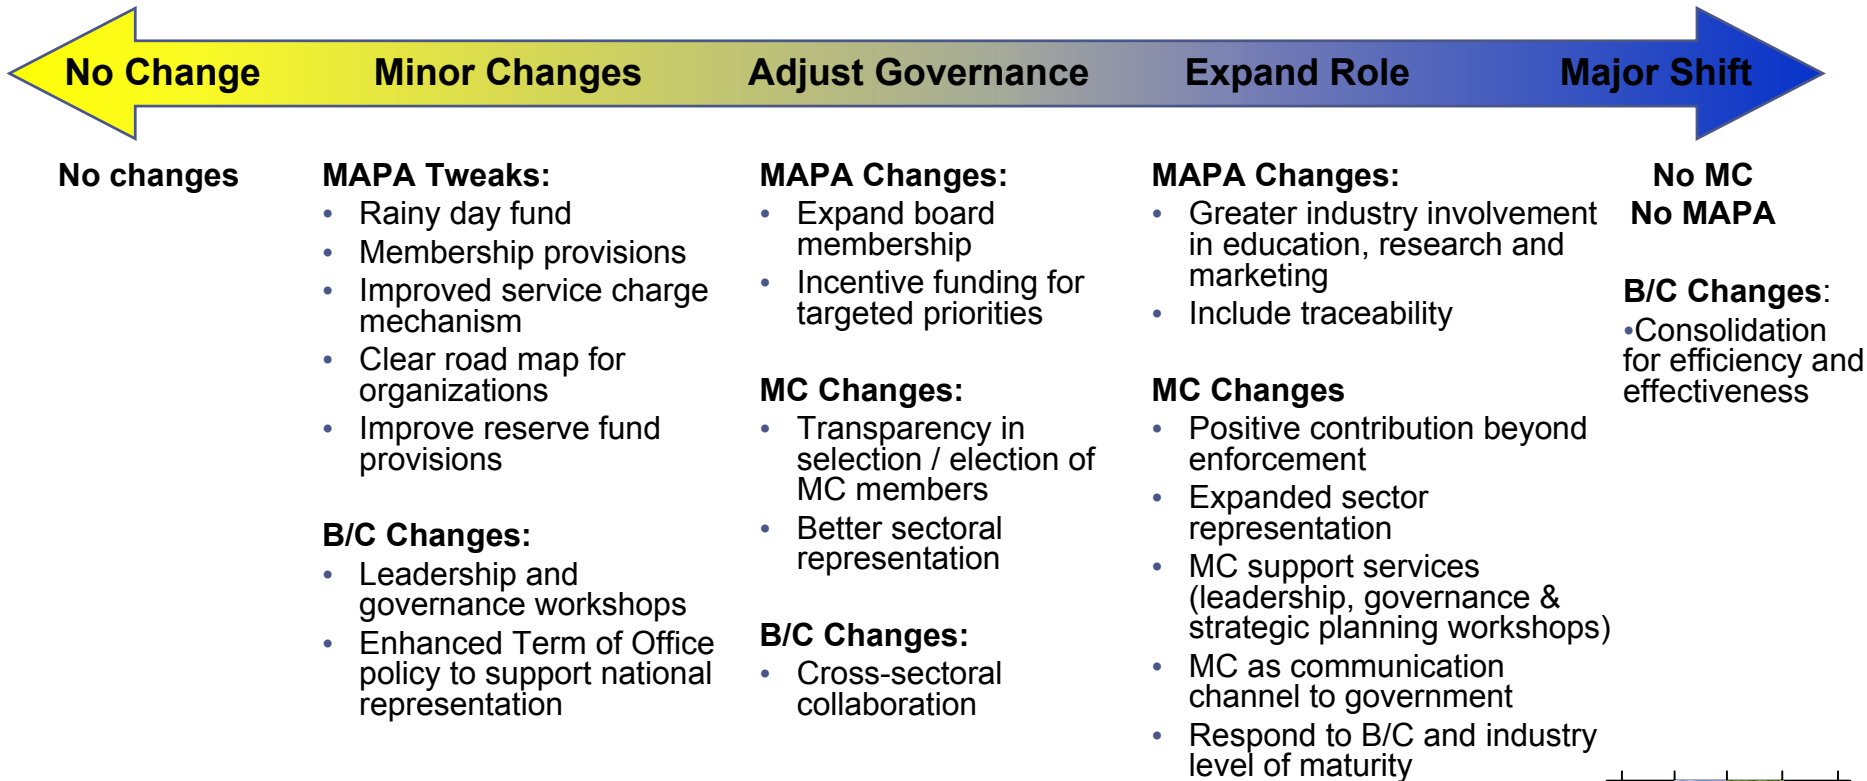 No Change
Minor Changes
Adjust Governance
Expand Role
Major Shift
No changes
MAPA Tweaks:
• Rainy day fund
• Membership provisions
• Improved service charge
mechanism
• Clear road map for
organizations
• Improve reserve fund
provisions
B/C Changes:
• Leadership and
governance workshops
• Enhanced Term of Office
policy to support national
representation
MAPA Changes:
• Expand board
membership
• Incentive funding for
targeted priorities
MC Changes:
• Transparency in
selection / election of
MC members
• Better sectoral
representation
B/C Changes:
• Cross-sectoral
collaboration
MAPA Changes:
• Greater industry involvement
in education, research and
marketing
• Include traceability
MC Changes
• Positive contribution beyond
enforcement
• Expanded sector
representation
• MC support services
(leadership, governance &
strategic planning workshops)
• MC as communication
channel to government
• Respond to B/C and industry
level of maturity
No MC
No MAPA
B/C Changes:
•Consolidation
for efficiency and
effectiveness